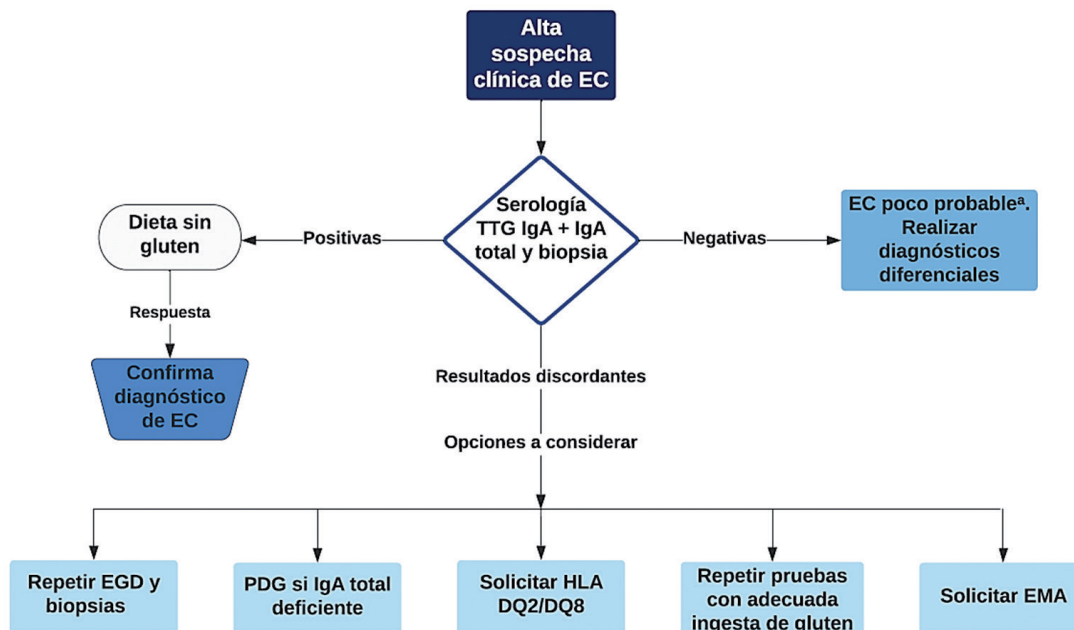 Alta
sospecha
clínica de EC
Serología
TTG IgA + IgA
total y biopsia
Positivas
Negativas
Dieta sin
gluten
Respuesta
Confirma
diagnóstico
de EC
EC poco probableᵃ.
Realizar
diagnósticos
diferenciales
Resultados discordantes
Opciones a considerar
Repetir EGD y
biopsias
PDG si IgA total
deficiente
Solicitar HLA
DQ2/DQ8
Repetir pruebas
con adecuada
ingesta de gluten
Solicitar EMA